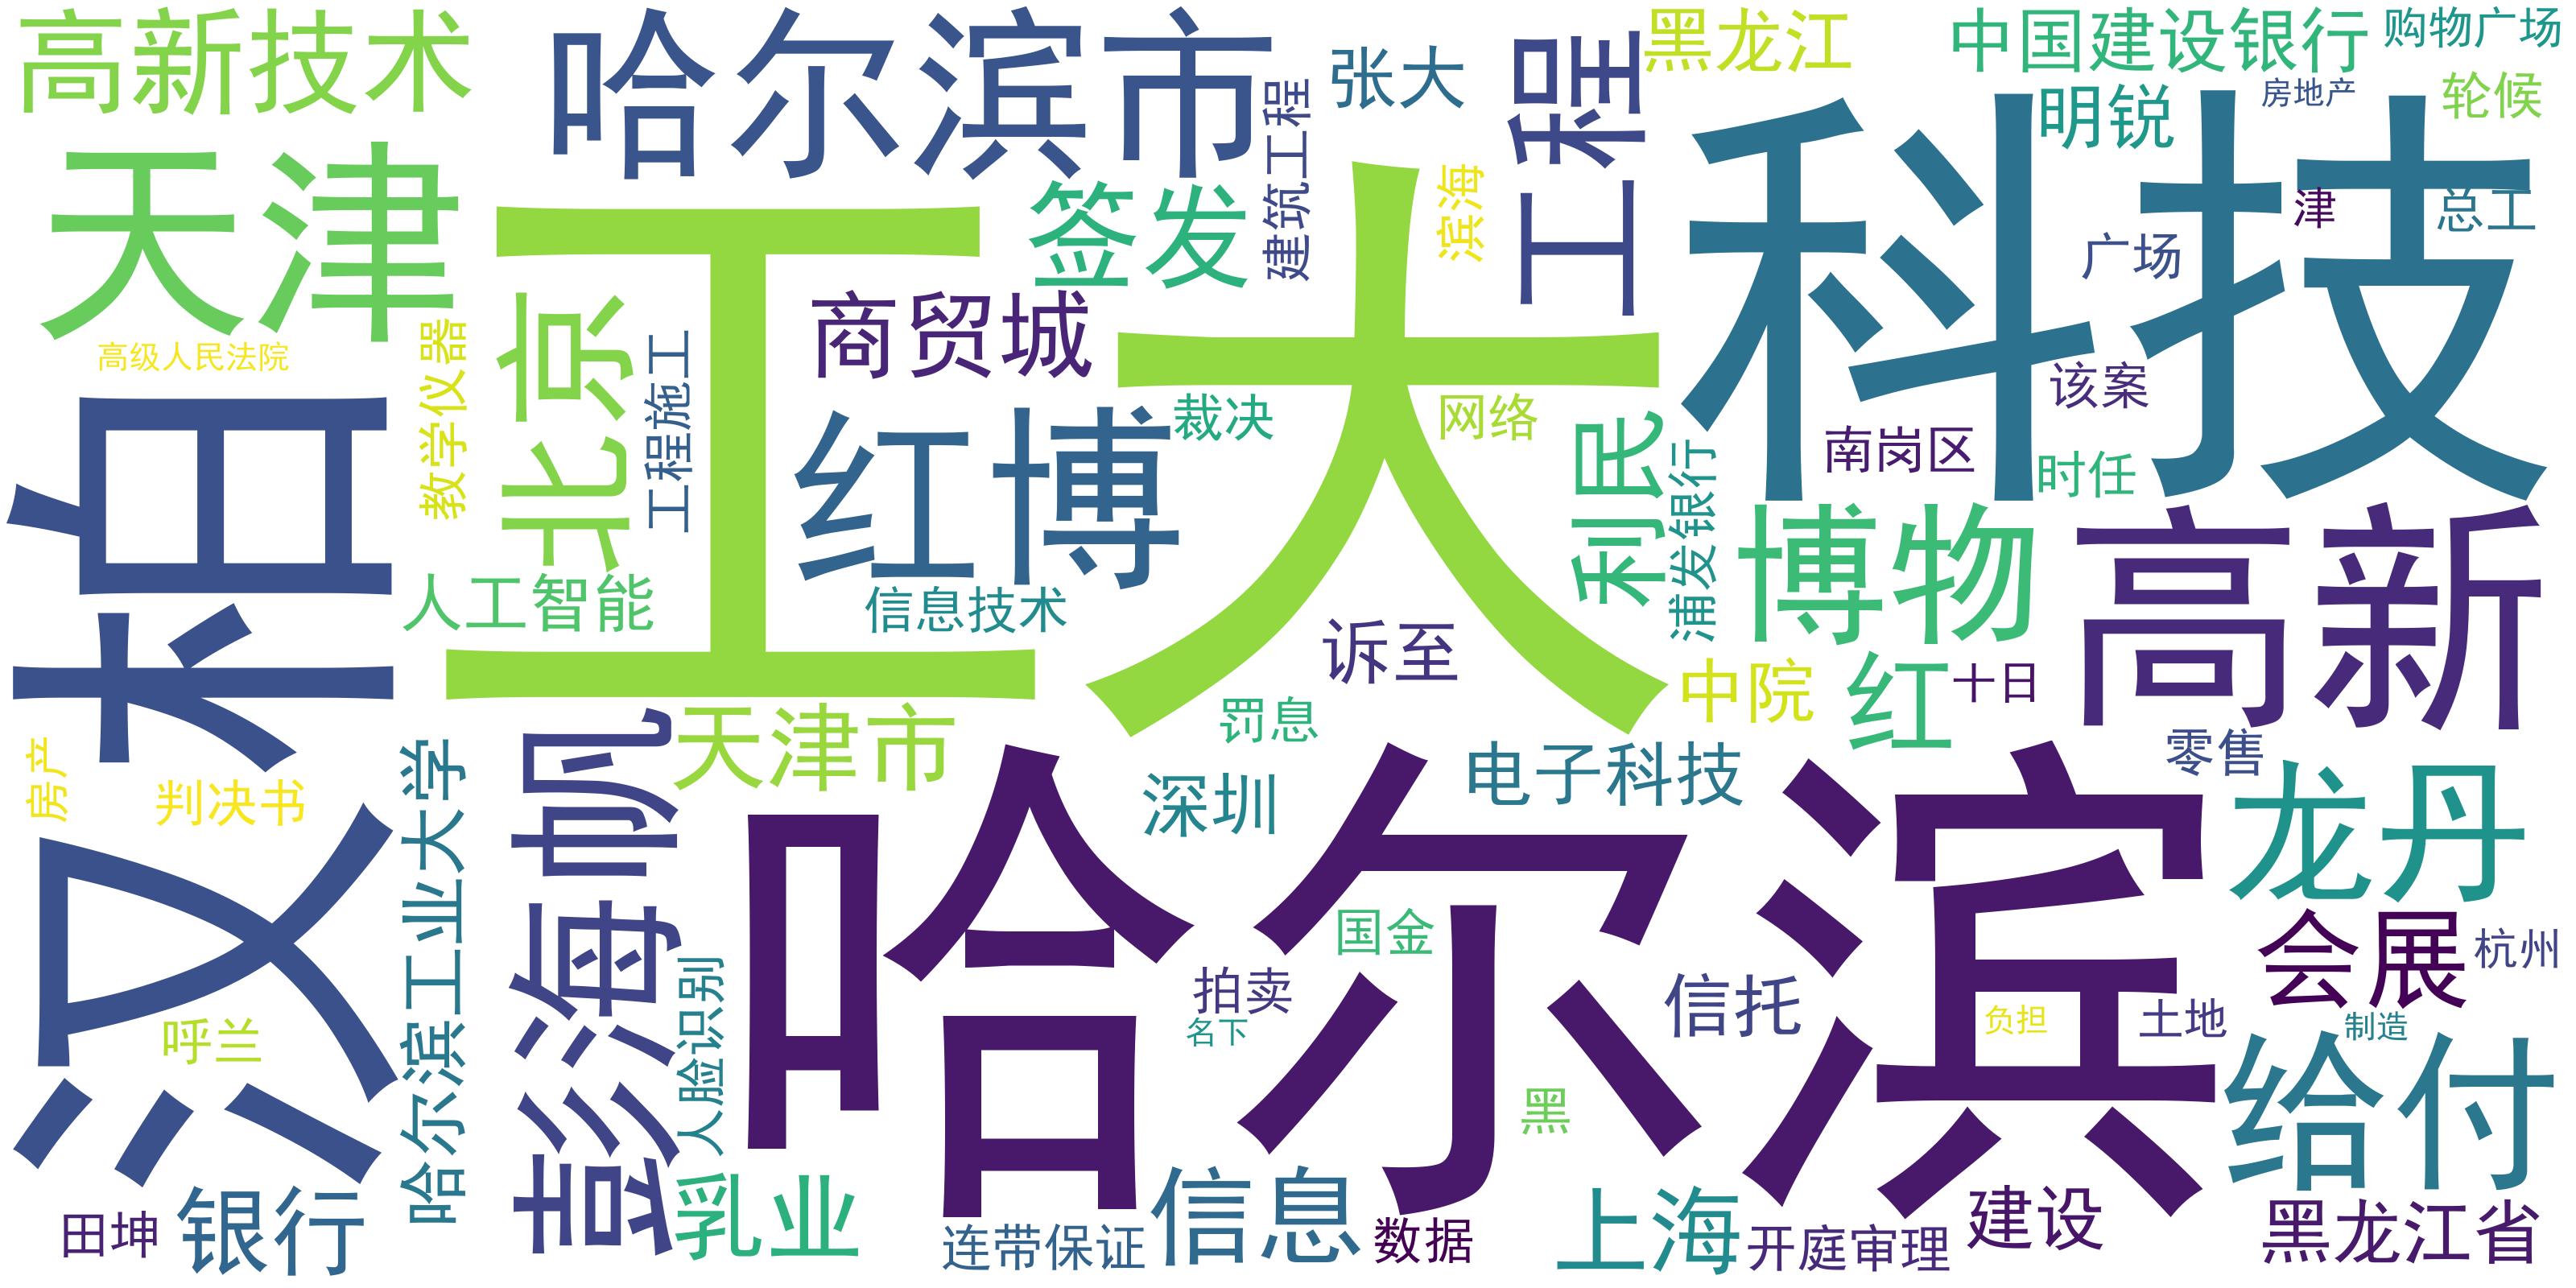 高新技术
哈尔滨市
张大
工程
黑龙江
中国建设银行
购物广场
房地产
轮候
明锐
建筑工程
天津
签发
滨海
科技
津
总工
广场
工大
北京
商贸城
高级人民法院
教学仪器
工程施工
汉柏
红博
裁决
网络
利民
浦发银行
该案
南岗区
时任
博物
高新
人工智能
信息技术
诉至
中院
红
十日
零售
天津市
罚息
彭海帆
房产
判决书
哈尔滨工业大学
深圳
电子科技
哈尔滨
龙丹
国金
会展
杭州
拍卖
名下
信托
负担
土地
制造
呼兰
人脸识别
给付
黑
田坤
银行
乳业
连带保证
信息
数据
上海
开庭审理
建设
黑龙江省